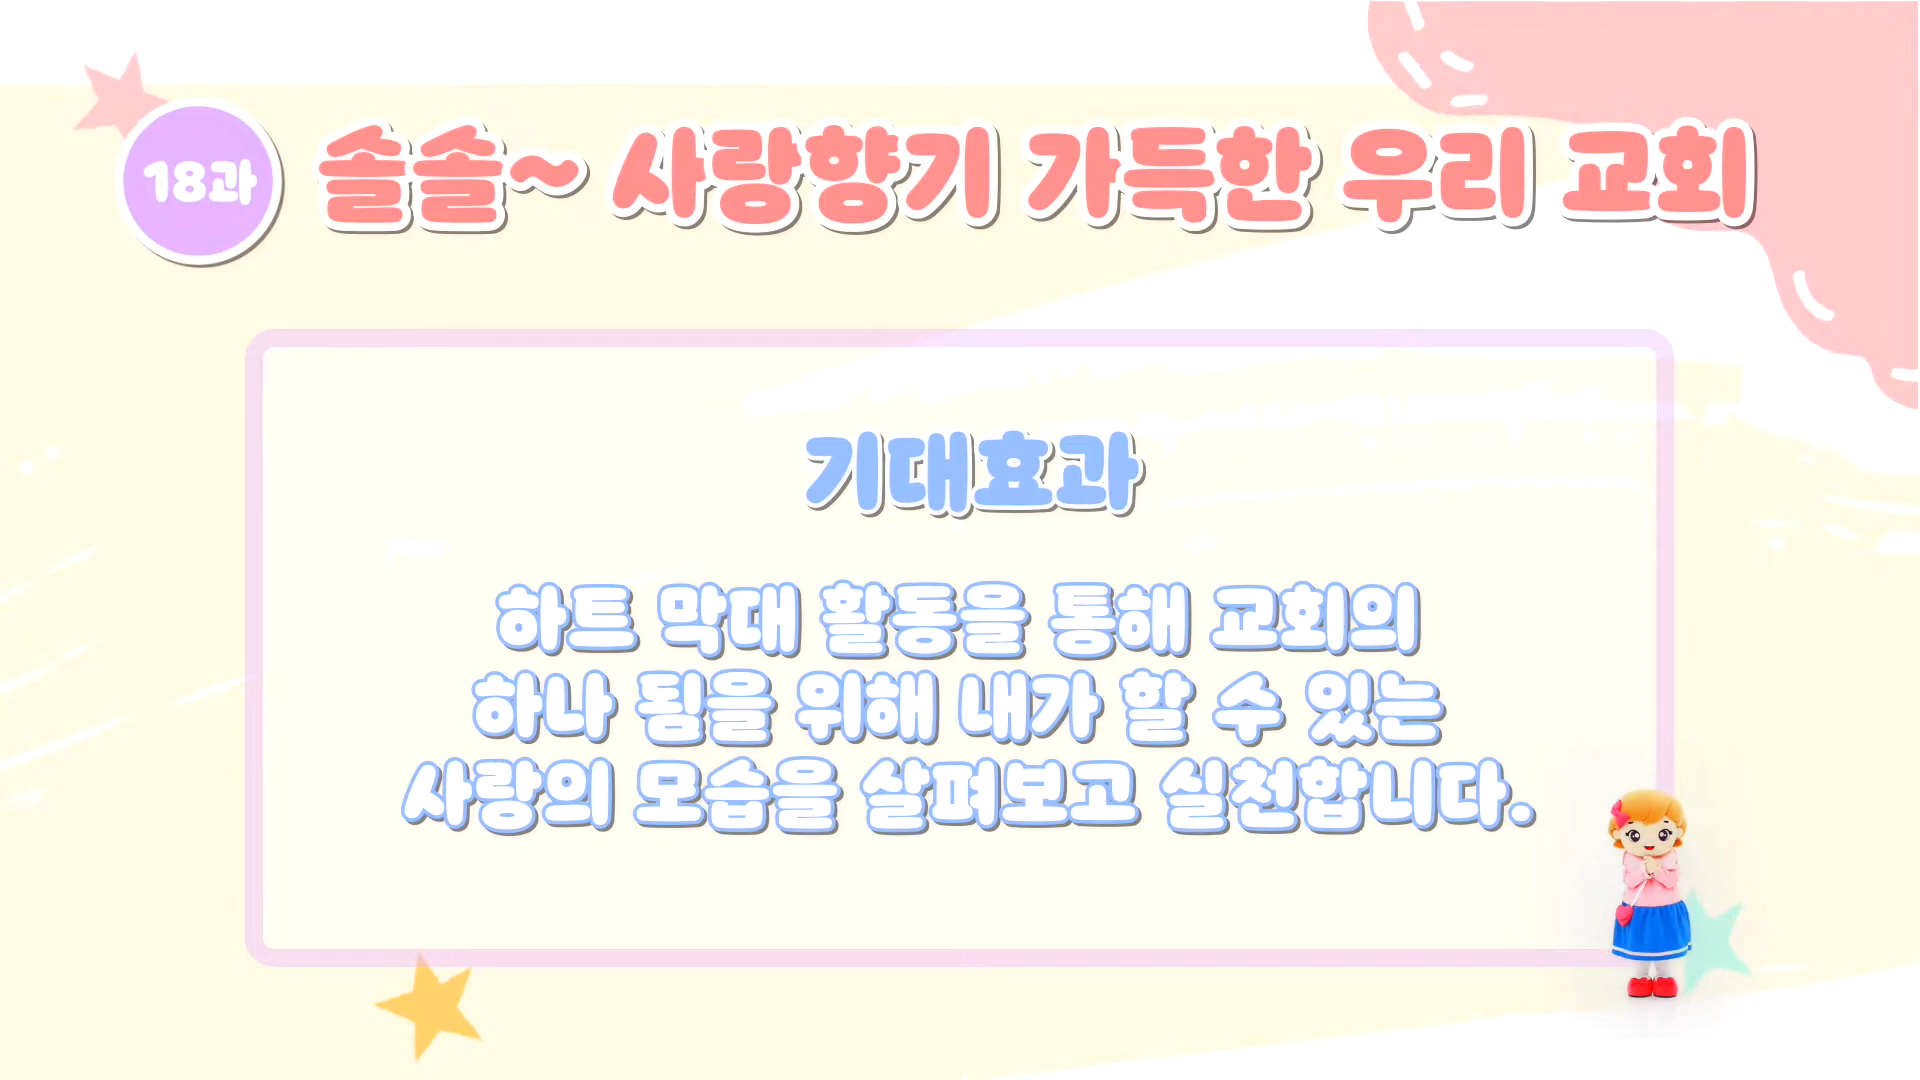 18과
솔솔~ 사랑향기 가득한 우리 교회
기대효과
하트 막대 활동을 통해 교회의
하나 됨을 위해 내가 할 수 있는
사랑의 모습을 살펴보고 실천합니다.